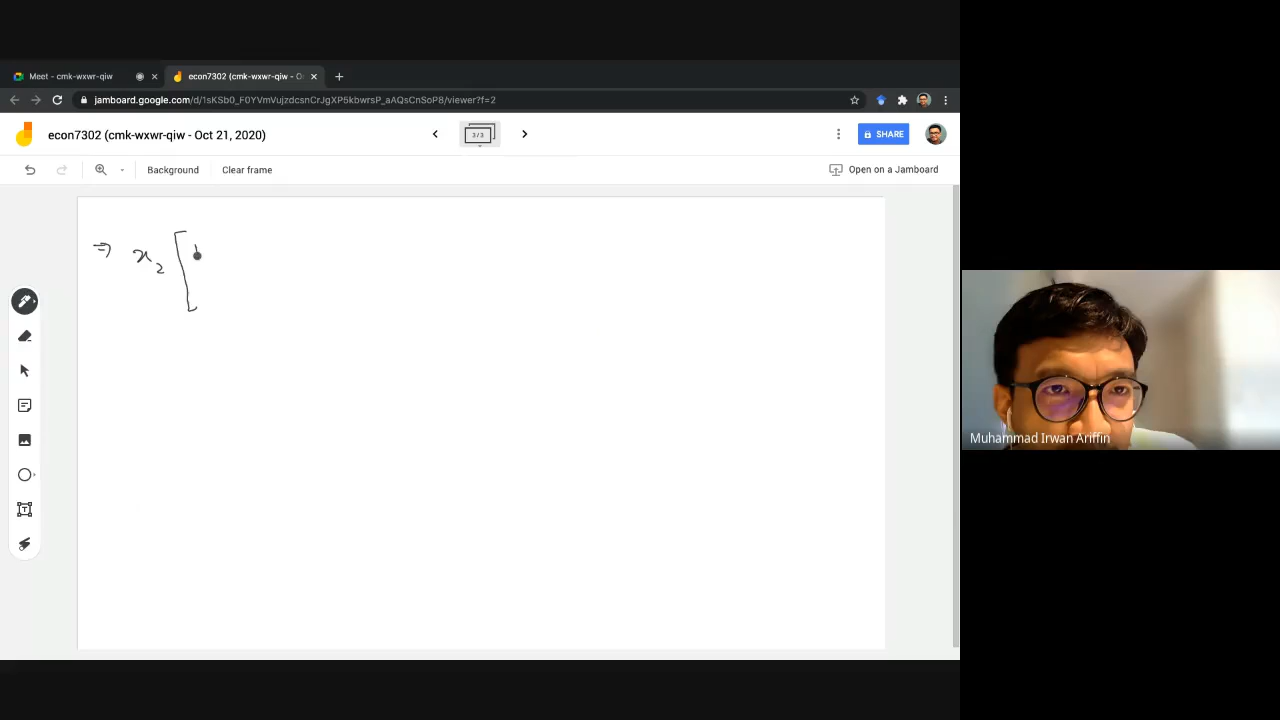 Meet - cmk-wxwr-qiw
econ7302 (cmk-wxwr-qiw - O
jamboard.google.com/d/1sKSb0_F0YVmVujzdcsnCrJgXP5kbwrsP_aAQsCnSoP8/viewer?f=2
econ7302 (cmk-wxwr-qiw - Oct 21, 2020)
3/3
SHARE
Background
Clear frame
Open on a Jamboard
⇒ x₂ [
Muhammad Irwan Ariffin